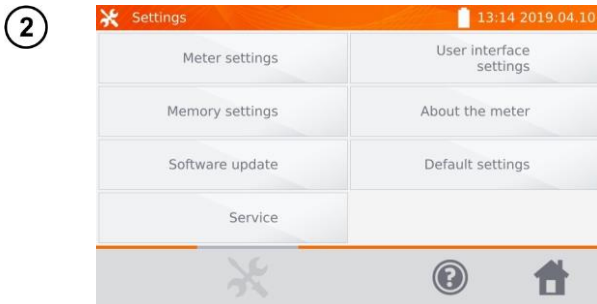 2
Settings
13:14 2019.04.10
Meter settings
User interface
settings
Memory settings
About the meter
Software update
Default settings
Service
?